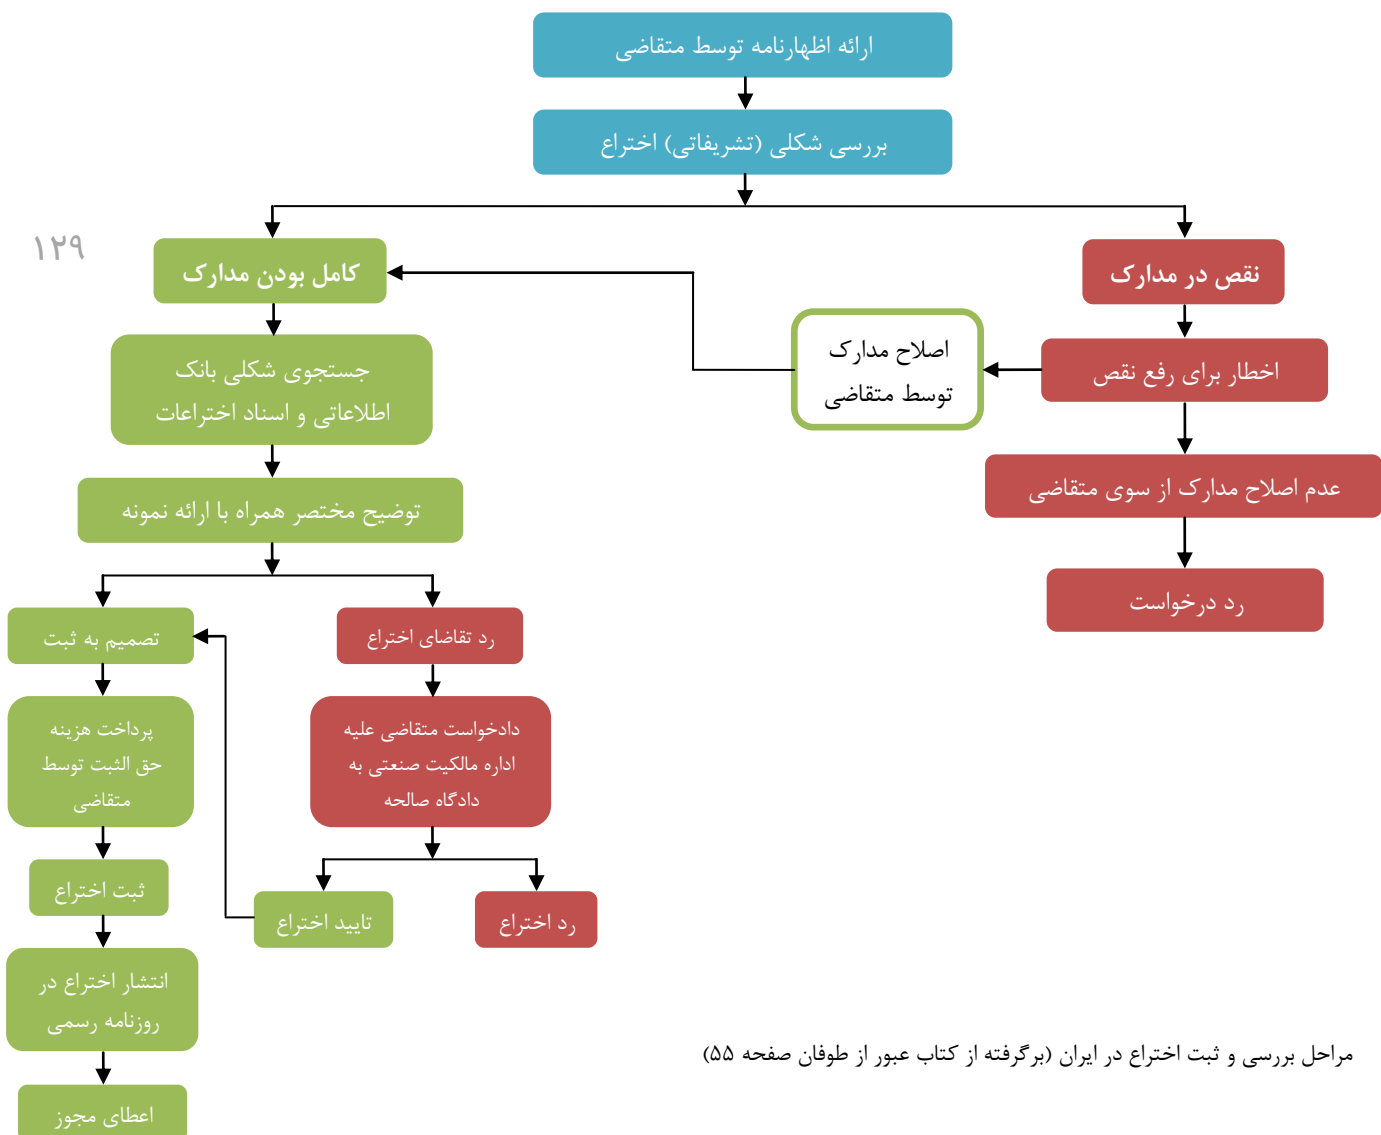 ارائه اظهارنامه توسط متقاضی
بررسی شکلی (تشریفاتی) اختراع
۱۲۹
نقص در مدارک
کامل بودن مدارک
اخطار برای رفع نقص
اصلاح مدارک
توسط متقاضی
جستجوی شکلی بانک
اطلاعاتی و اسناد اختراعات
عدم اصلاح مدارک از سوی متقاضی
توضیح مختصر همراه با ارائه نمونه
رد درخواست
رد تقاضای اختراع
تصمیم به ثبت
دادخواست متقاضی علیه
اداره مالکیت صنعتی به
دادگاه صالحه
پرداخت هزینه
حق الثبت توسط
متقاضی
ثبت اختراع
رد اختراع
تایید اختراع
انتشار اختراع در
روزنامه رسمی
مراحل بررسی و ثبت اختراع در ایران (برگرفته از کتاب عبور از طوفان صفحه ۵۵)
اعطای مجوز